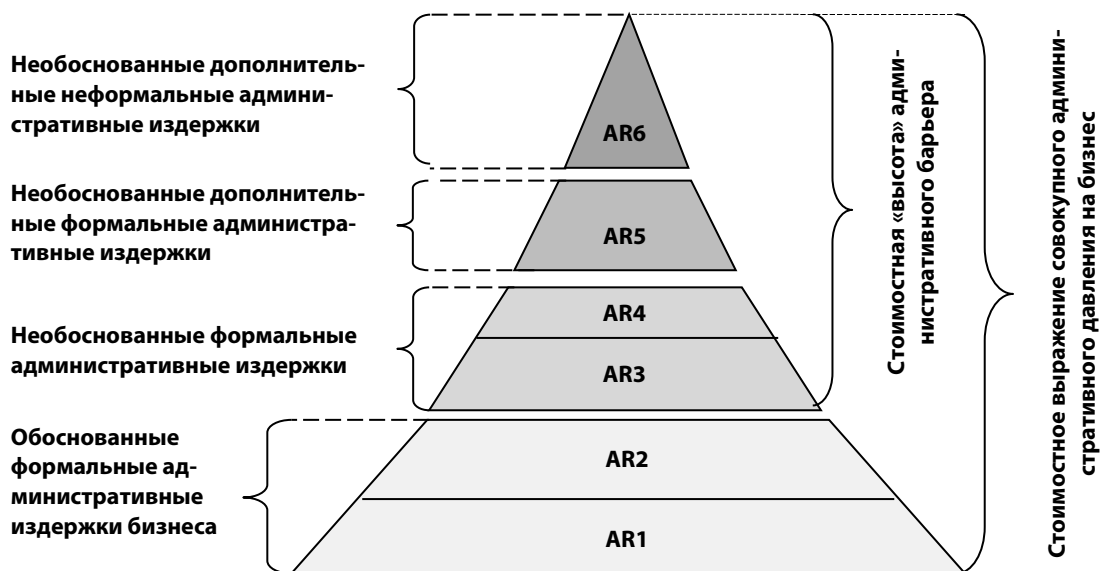 Необоснованные дополнитель-
ные неформальные админи-
стративные издержки
AR6
Необоснованные дополнитель-
ные формальные администра-
тивные издержки
AR5
Необоснованные формальные
административные издержки
AR4
AR3
Обоснованные
формальные ад-
министративные
издержки бизнеса
AR2
AR1
Стоимостная «высота» адми-
нистративного барьера
Стоимостное выражение совокупного админи-
стративного давления на бизнес